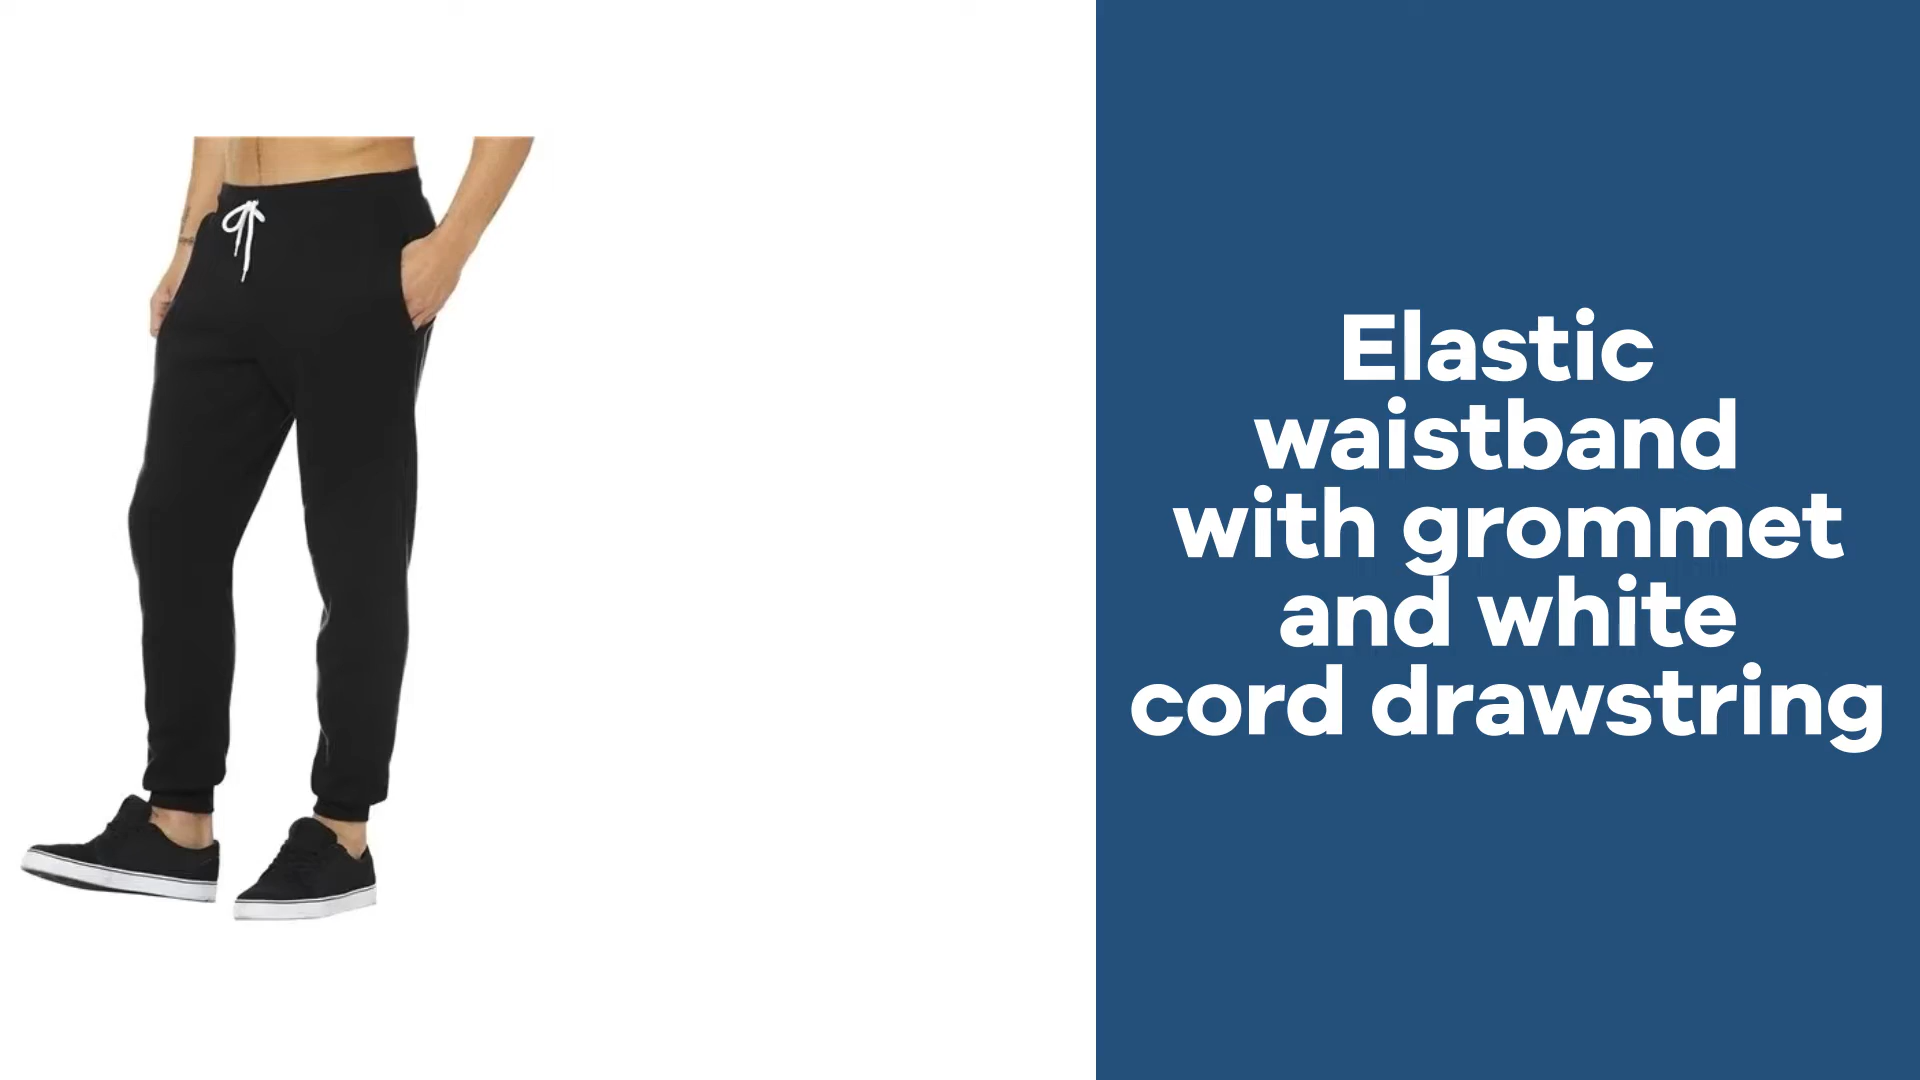 Elastic
waistband
with grommet
and white
cord drawstring